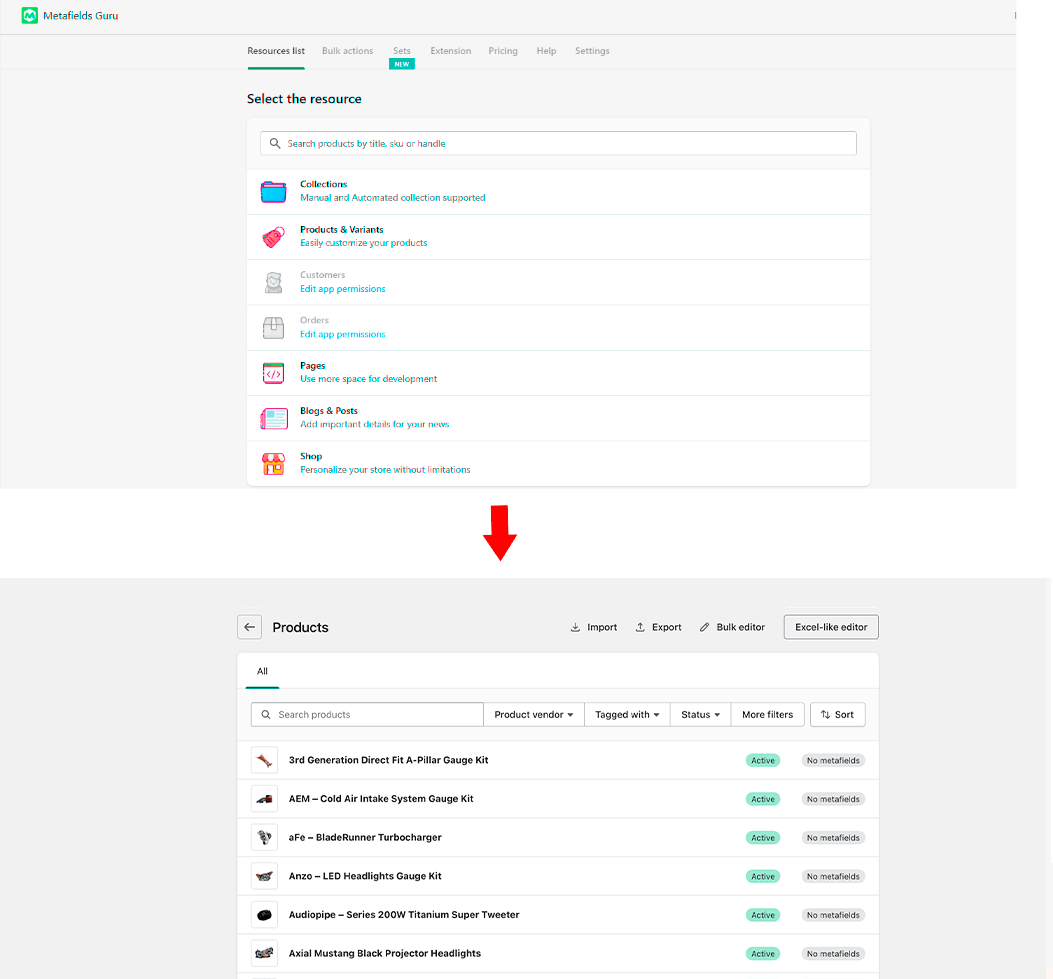 Metafields Guru
Resources list Bulk actions Sets Extension Pricing Help Settings
NEW
Select the resource
Search products by title, sku or handle
Collections
Manual and Automated collection supported
Products & Variants
Easily customize your products
Customers
Edit app permissions
Orders
Edit app permissions
Pages
Use more space for development
Blogs & Posts
Add important details for your news
Shop
Personalize your store without limitations
Products Import Export Bulk editor Excel-like editor
All
Search products Product vendor Tagged with Status More filters Sort
3rd Generation Direct Fit A-Pillar Gauge Kit Active No metafields
AEM – Cold Air Intake System Gauge Kit Active No metafields
aFe – BladeRunner Turbocharger Active No metafields
Anzo – LED Headlights Gauge Kit Active No metafields
Audiopipe – Series 200W Titanium Super Tweeter Active No metafields
Axial Mustang Black Projector Headlights Active No metafields